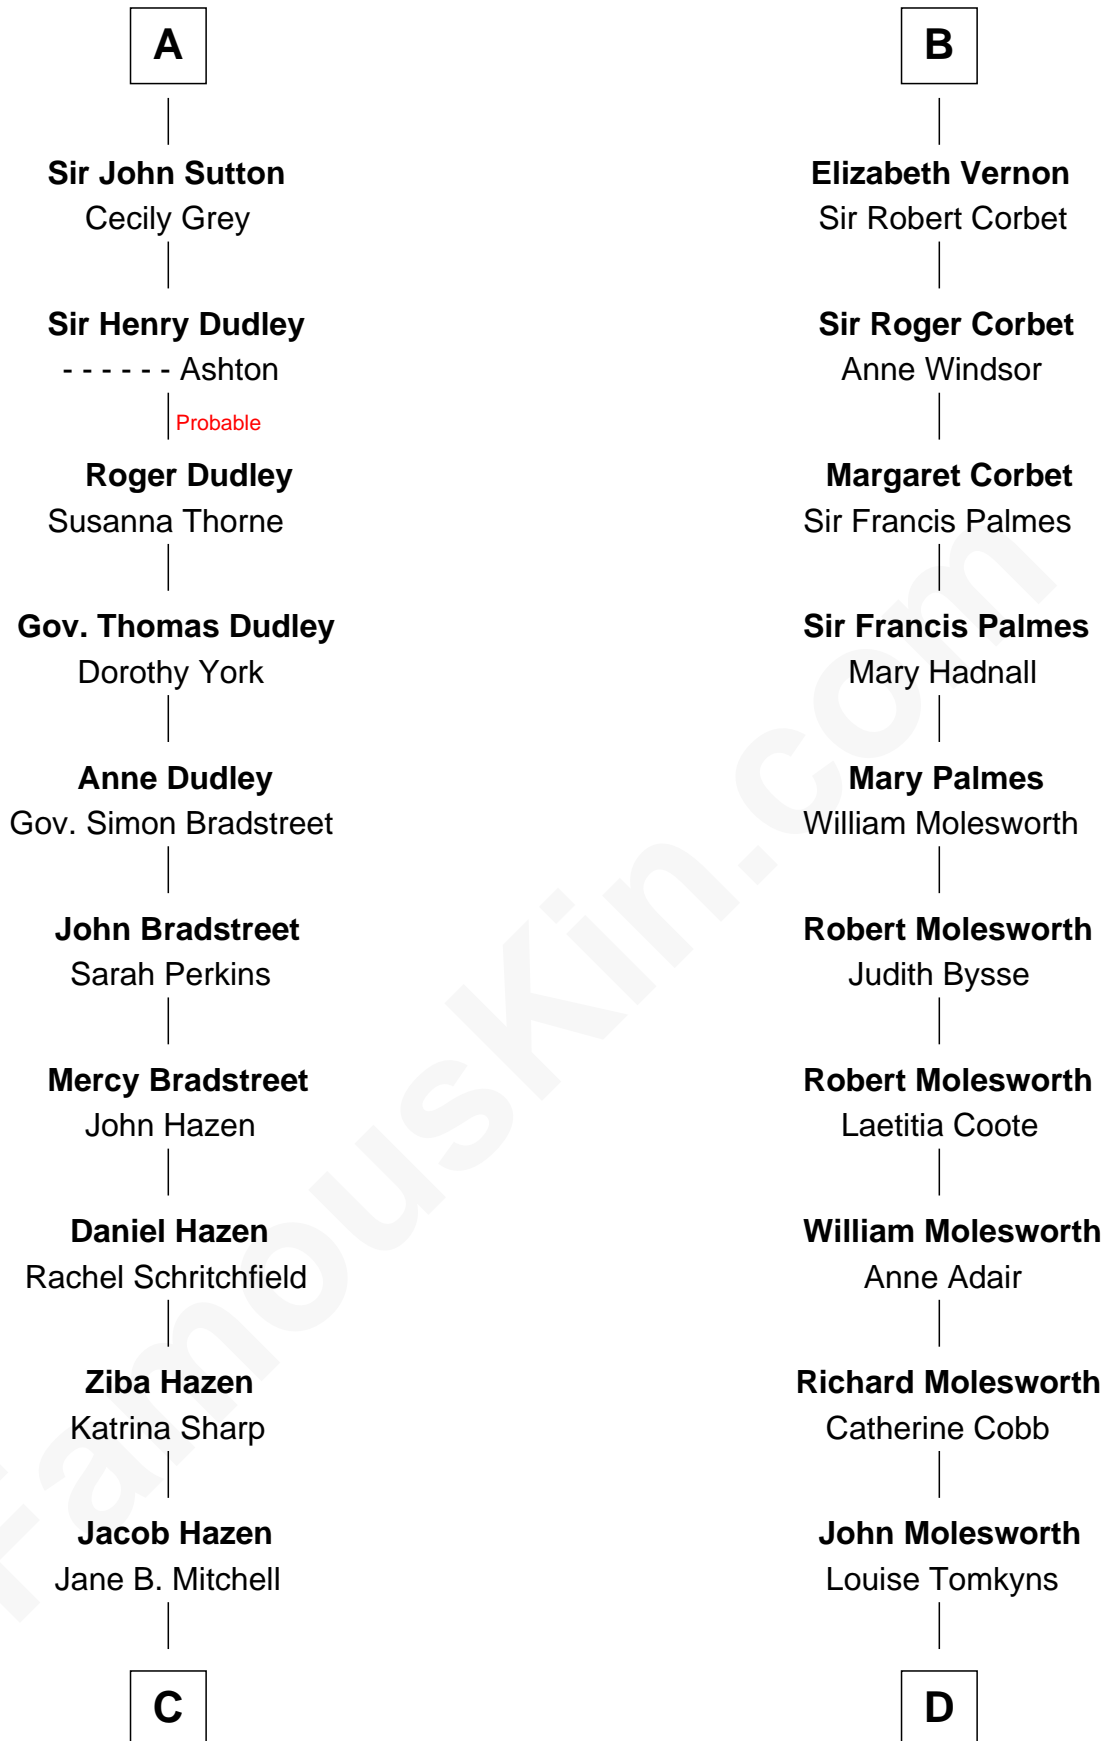 A
Sir John Sutton
Cecily Grey
Sir Henry Dudley
- - - - - - Ashton
Probable
Roger Dudley
Susanna Thorne
Gov. Thomas Dudley
Dorothy York
Anne Dudley
Gov. Simon Bradstreet
John Bradstreet
Sarah Perkins
Mercy Bradstreet
John Hazen
Daniel Hazen
Rachel Schritchfield
Ziba Hazen
Katrina Sharp
Jacob Hazen
Jane B. Mitchell
C
B
Elizabeth Vernon
Sir Robert Corbet
Sir Roger Corbet
Anne Windsor
Margaret Corbet
Sir Francis Palmes
Sir Francis Palmes
Mary Hadnall
Mary Palmes
William Molesworth
Robert Molesworth
Judith Bysse
Robert Molesworth
Laetitia Coote
William Molesworth
Anne Adair
Richard Molesworth
Catherine Cobb
John Molesworth
Louise Tomkyns
D
FamousKin.com